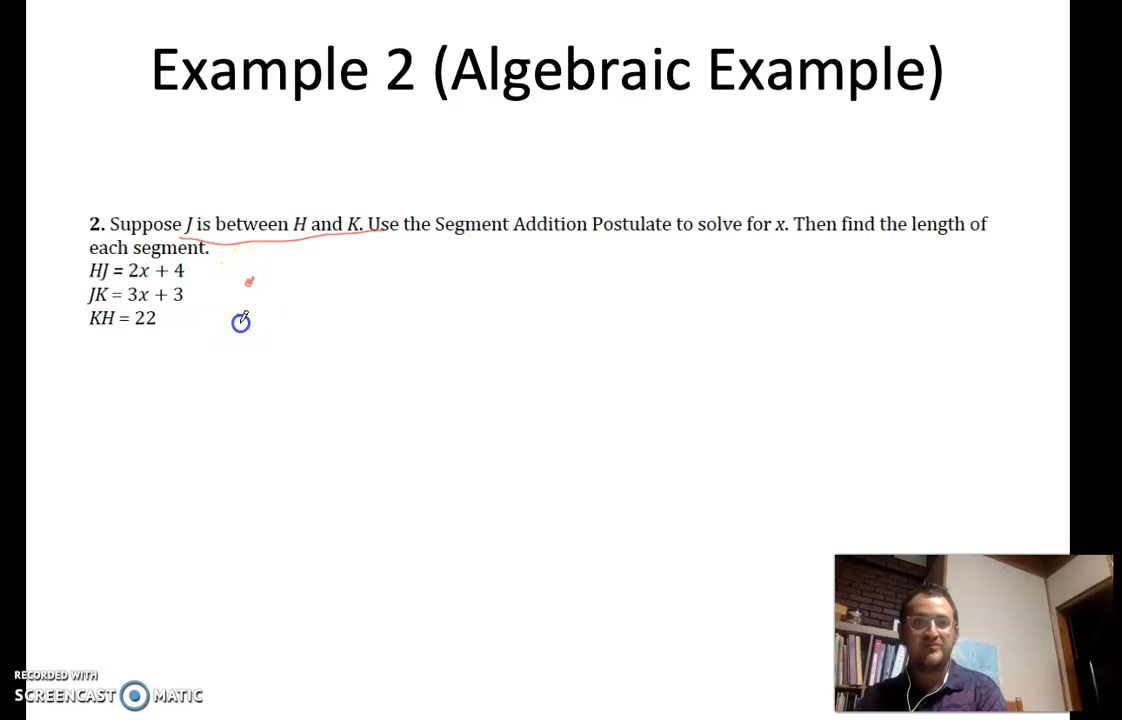 Example 2 (Algebraic Example)
2. Suppose J is between H and K. Use the Segment Addition Postulate to solve for x. Then find the length of
each segment.
HJ = 2x + 4
JK = 3x + 3
KH = 22
RECORDED WITH
SCREENCAST MATIC